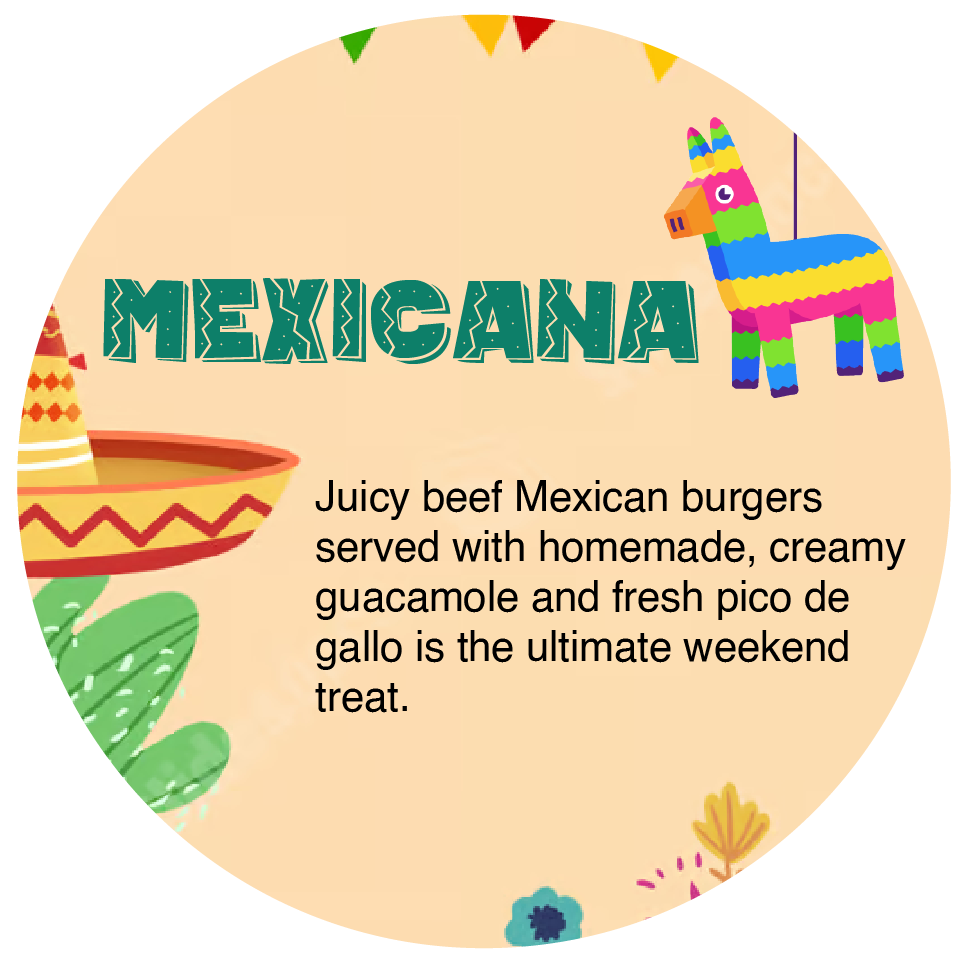 MEXICANA
Juicy beef Mexican burgers
served with homemade, creamy
guacamole and fresh pico de
gallo is the ultimate weekend
treat.